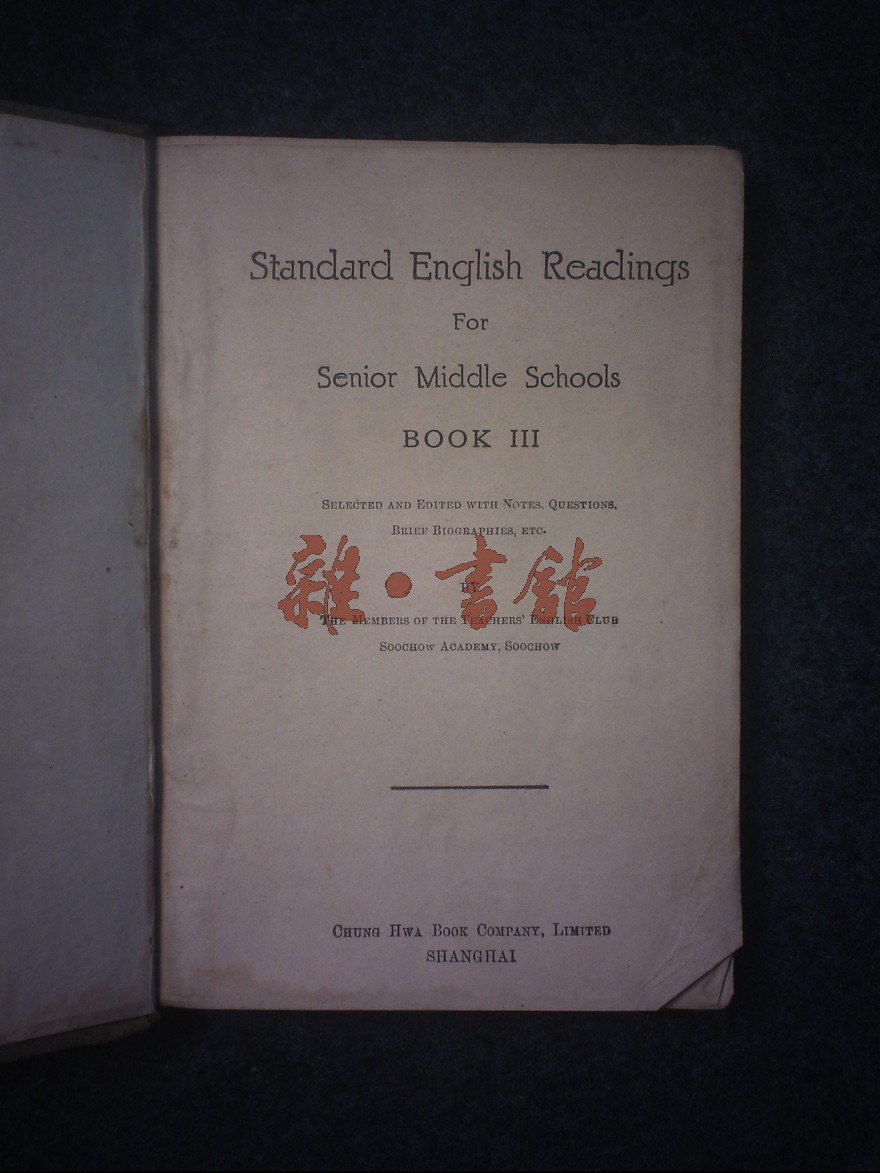 Standard English Readings
For
Senior Middle Schools
BOOK III
SELECTED AND EDITED WITH NOTES, QUESTIONS,
BRIEF BIOGRAPHIES, ETC.
BY
雜·書館
THE MEMBERS OF THE TEACHERS' ENGLISH CLUB
SOOCHOW ACADEMY, SOOCHOW
CHUNG HWA BOOK COMPANY, LIMITED
SHANGHAI